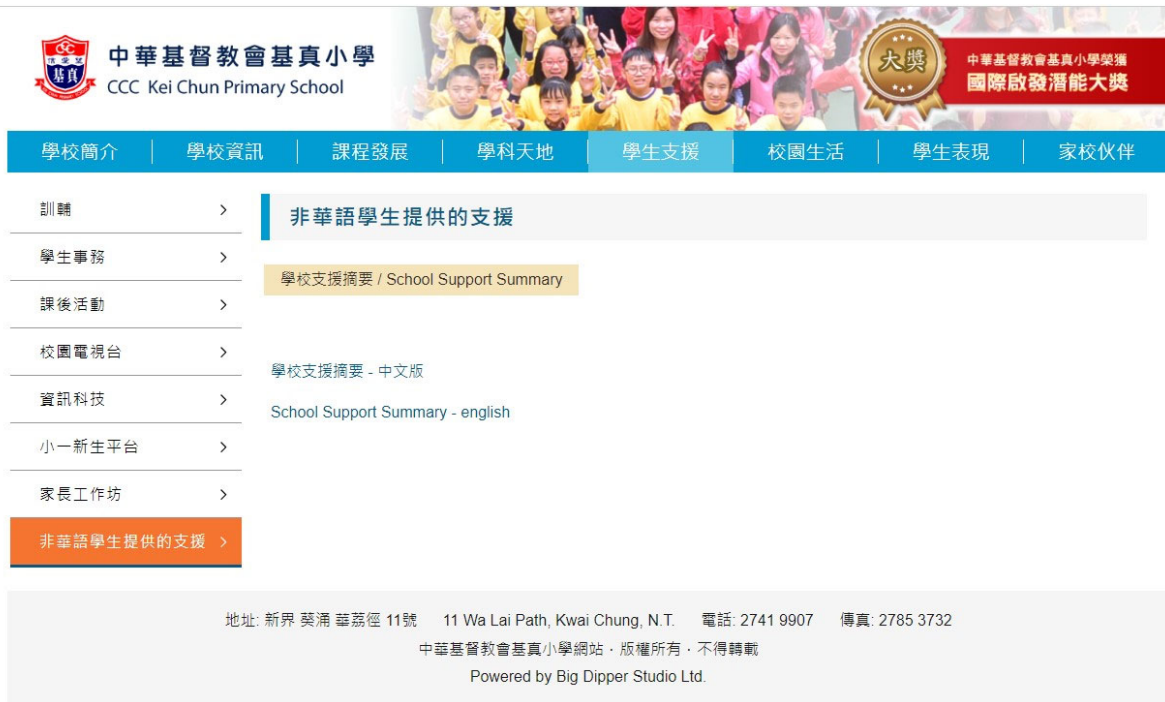 中華基督教會基真小學
CCC Kei Chun Primary School
信 愛 望
基真
大獎
中華基督教會基真小學榮獲
國際啟發潛能大獎
學校簡介 學校資訊 課程發展 學科天地 學生支援 校園生活 學生表現 家校伙伴
訓輔
學生事務
課後活動
校園電視台
資訊科技
小一新生平台
家長工作坊
非華語學生提供的支援
非華語學生提供的支援
學校支援摘要 / School Support Summary
學校支援摘要 - 中文版
School Support Summary - english
地址: 新界 葵涌 華荔徑 11號 11 Wa Lai Path, Kwai Chung, N.T. 電話: 2741 9907 傳真: 2785 3732
中華基督教會基真小學網站 · 版權所有 · 不得轉載
Powered by Big Dipper Studio Ltd.